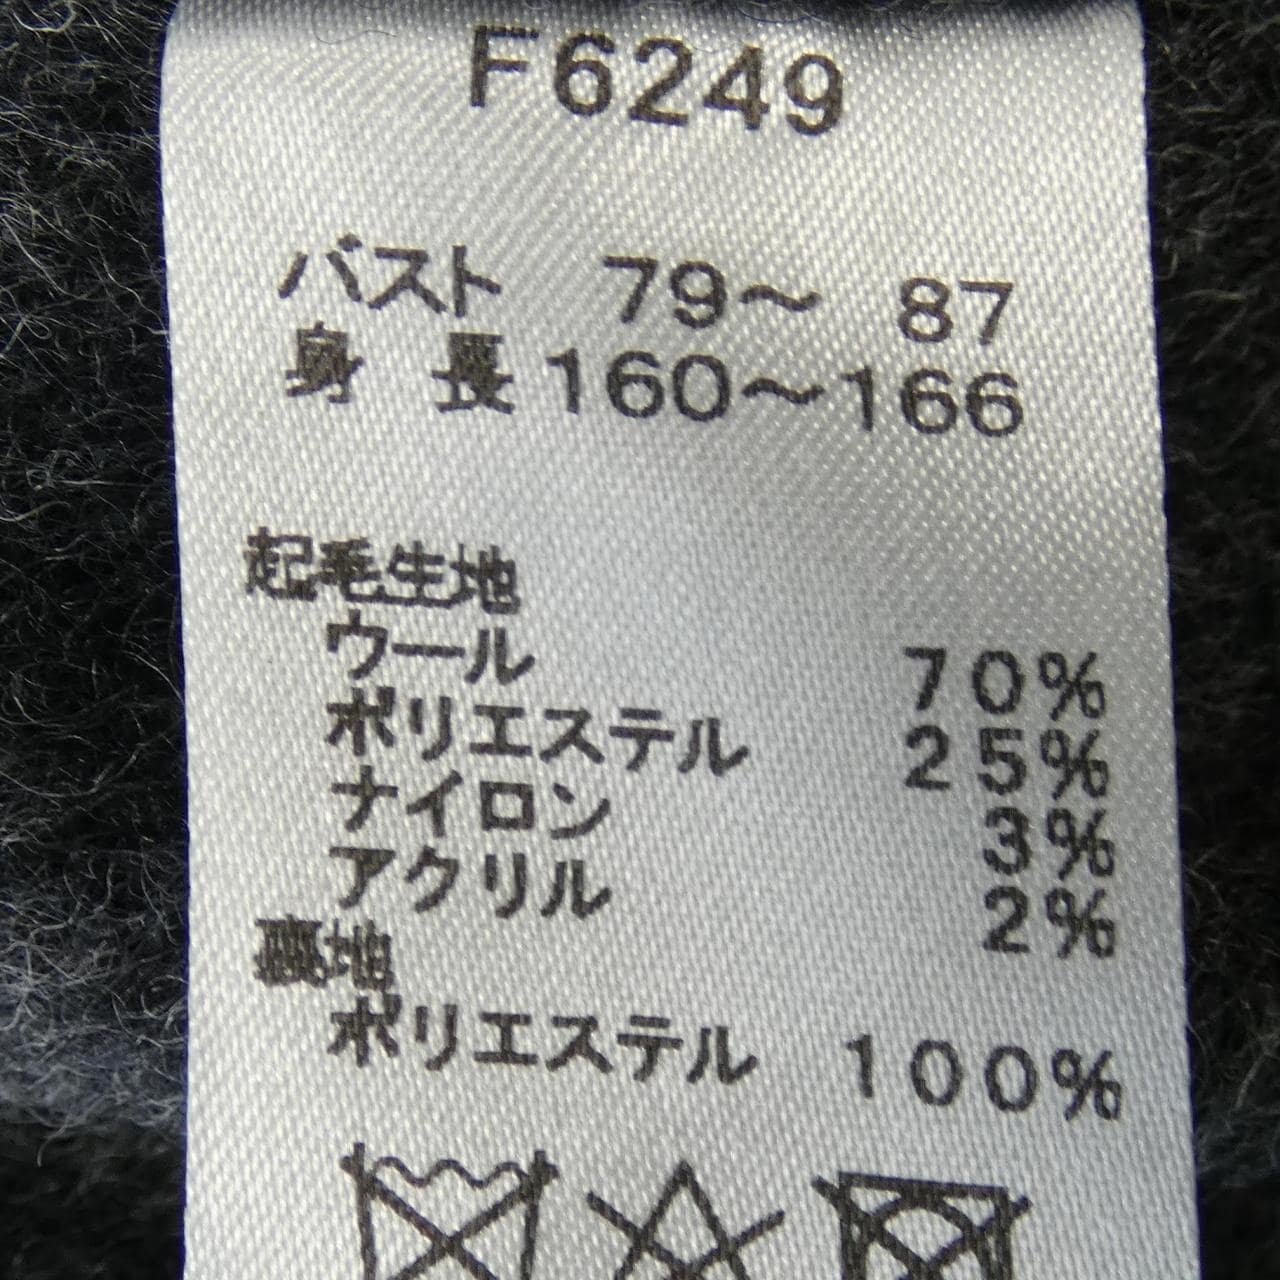 F6249
バスト 79～ 87
身 長 160～166
起毛生地
ウール 70%
ポリエステル 25%
ナイロン 3%
アクリル 2%
裏地
ポリエステル 100%